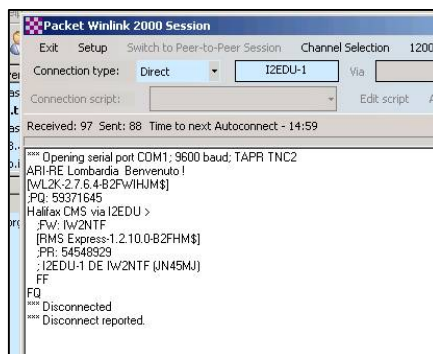 Packet Winlink 2000 Session
Exit Setup Switch to Peer-to-Peer Session Channel Selection 1200
Connection type: Direct I2EDU-1 Via
Connection script: Edit script
Received: 97 Sent: 88 Time to next Autoconnect - 14:59
*** Opening serial port COM1; 9600 baud; TAPR TNC2
ARI-RE Lombardia Benvenuto !
[WL2K-2.7.6.4-B2FWIHJM$]
;PQ: 59371645
Halifax CMS via I2EDU >
;FW: IW2NTF
[RMS Express-1.2.10.0-B2FHM$]
;PR: 54548929
; I2EDU-1 DE IW2NTF (JN45MJ)
FF
FQ
*** Disconnected
*** Disconnect reported.